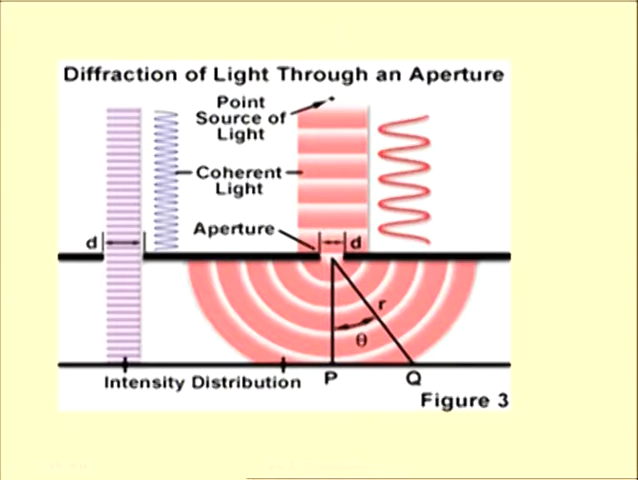 Diffraction of Light Through an Aperture
Point
Source of
Light
Coherent
Light
Aperture
d
d
r
θ
Intensity Distribution
P
Q
Figure 3